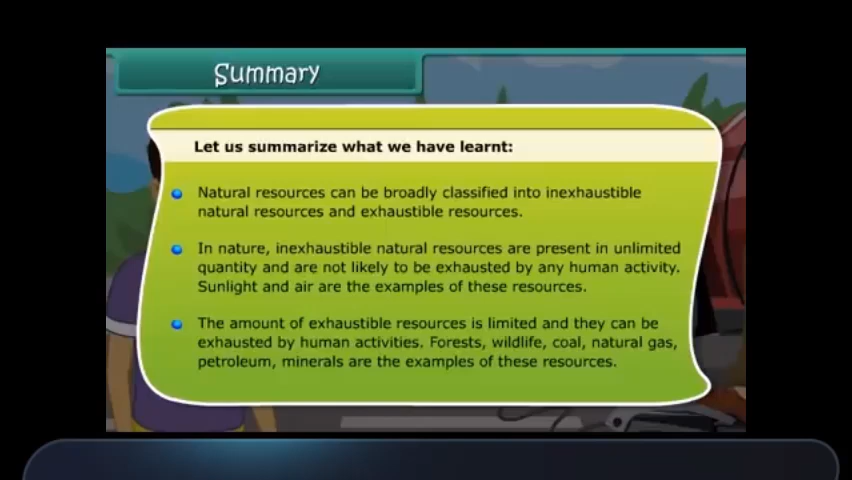 Summary
Let us summarize what we have learnt:
Natural resources can be broadly classified into inexhaustible
natural resources and exhaustible resources.
In nature, inexhaustible natural resources are present in unlimited
quantity and are not likely to be exhausted by any human activity.
Sunlight and air are the examples of these resources.
The amount of exhaustible resources is limited and they can be
exhausted by human activities. Forests, wildlife, coal, natural gas,
petroleum, minerals are the examples of these resources.